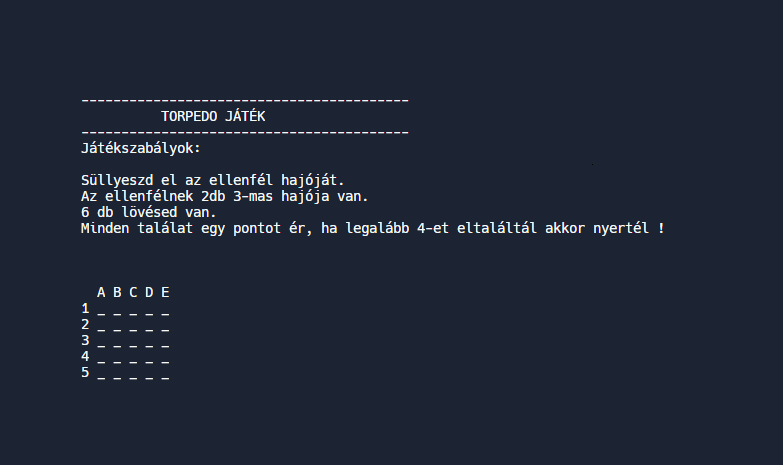 -----------------------------------------
TORPEDO JÁTÉK
-----------------------------------------
Játékszabályok:
Süllyeszd el az ellenfél hajóját.
Az ellenfélnek 2db 3-mas hajója van.
6 db lövésed van.
Minden találat egy pontot ér, ha legalább 4-et eltaláltál akkor nyertél !
A B C D E
1 _ _ _ _ _
2 _ _ _ _ _
3 _ _ _ _ _
4 _ _ _ _ _
5 _ _ _ _ _